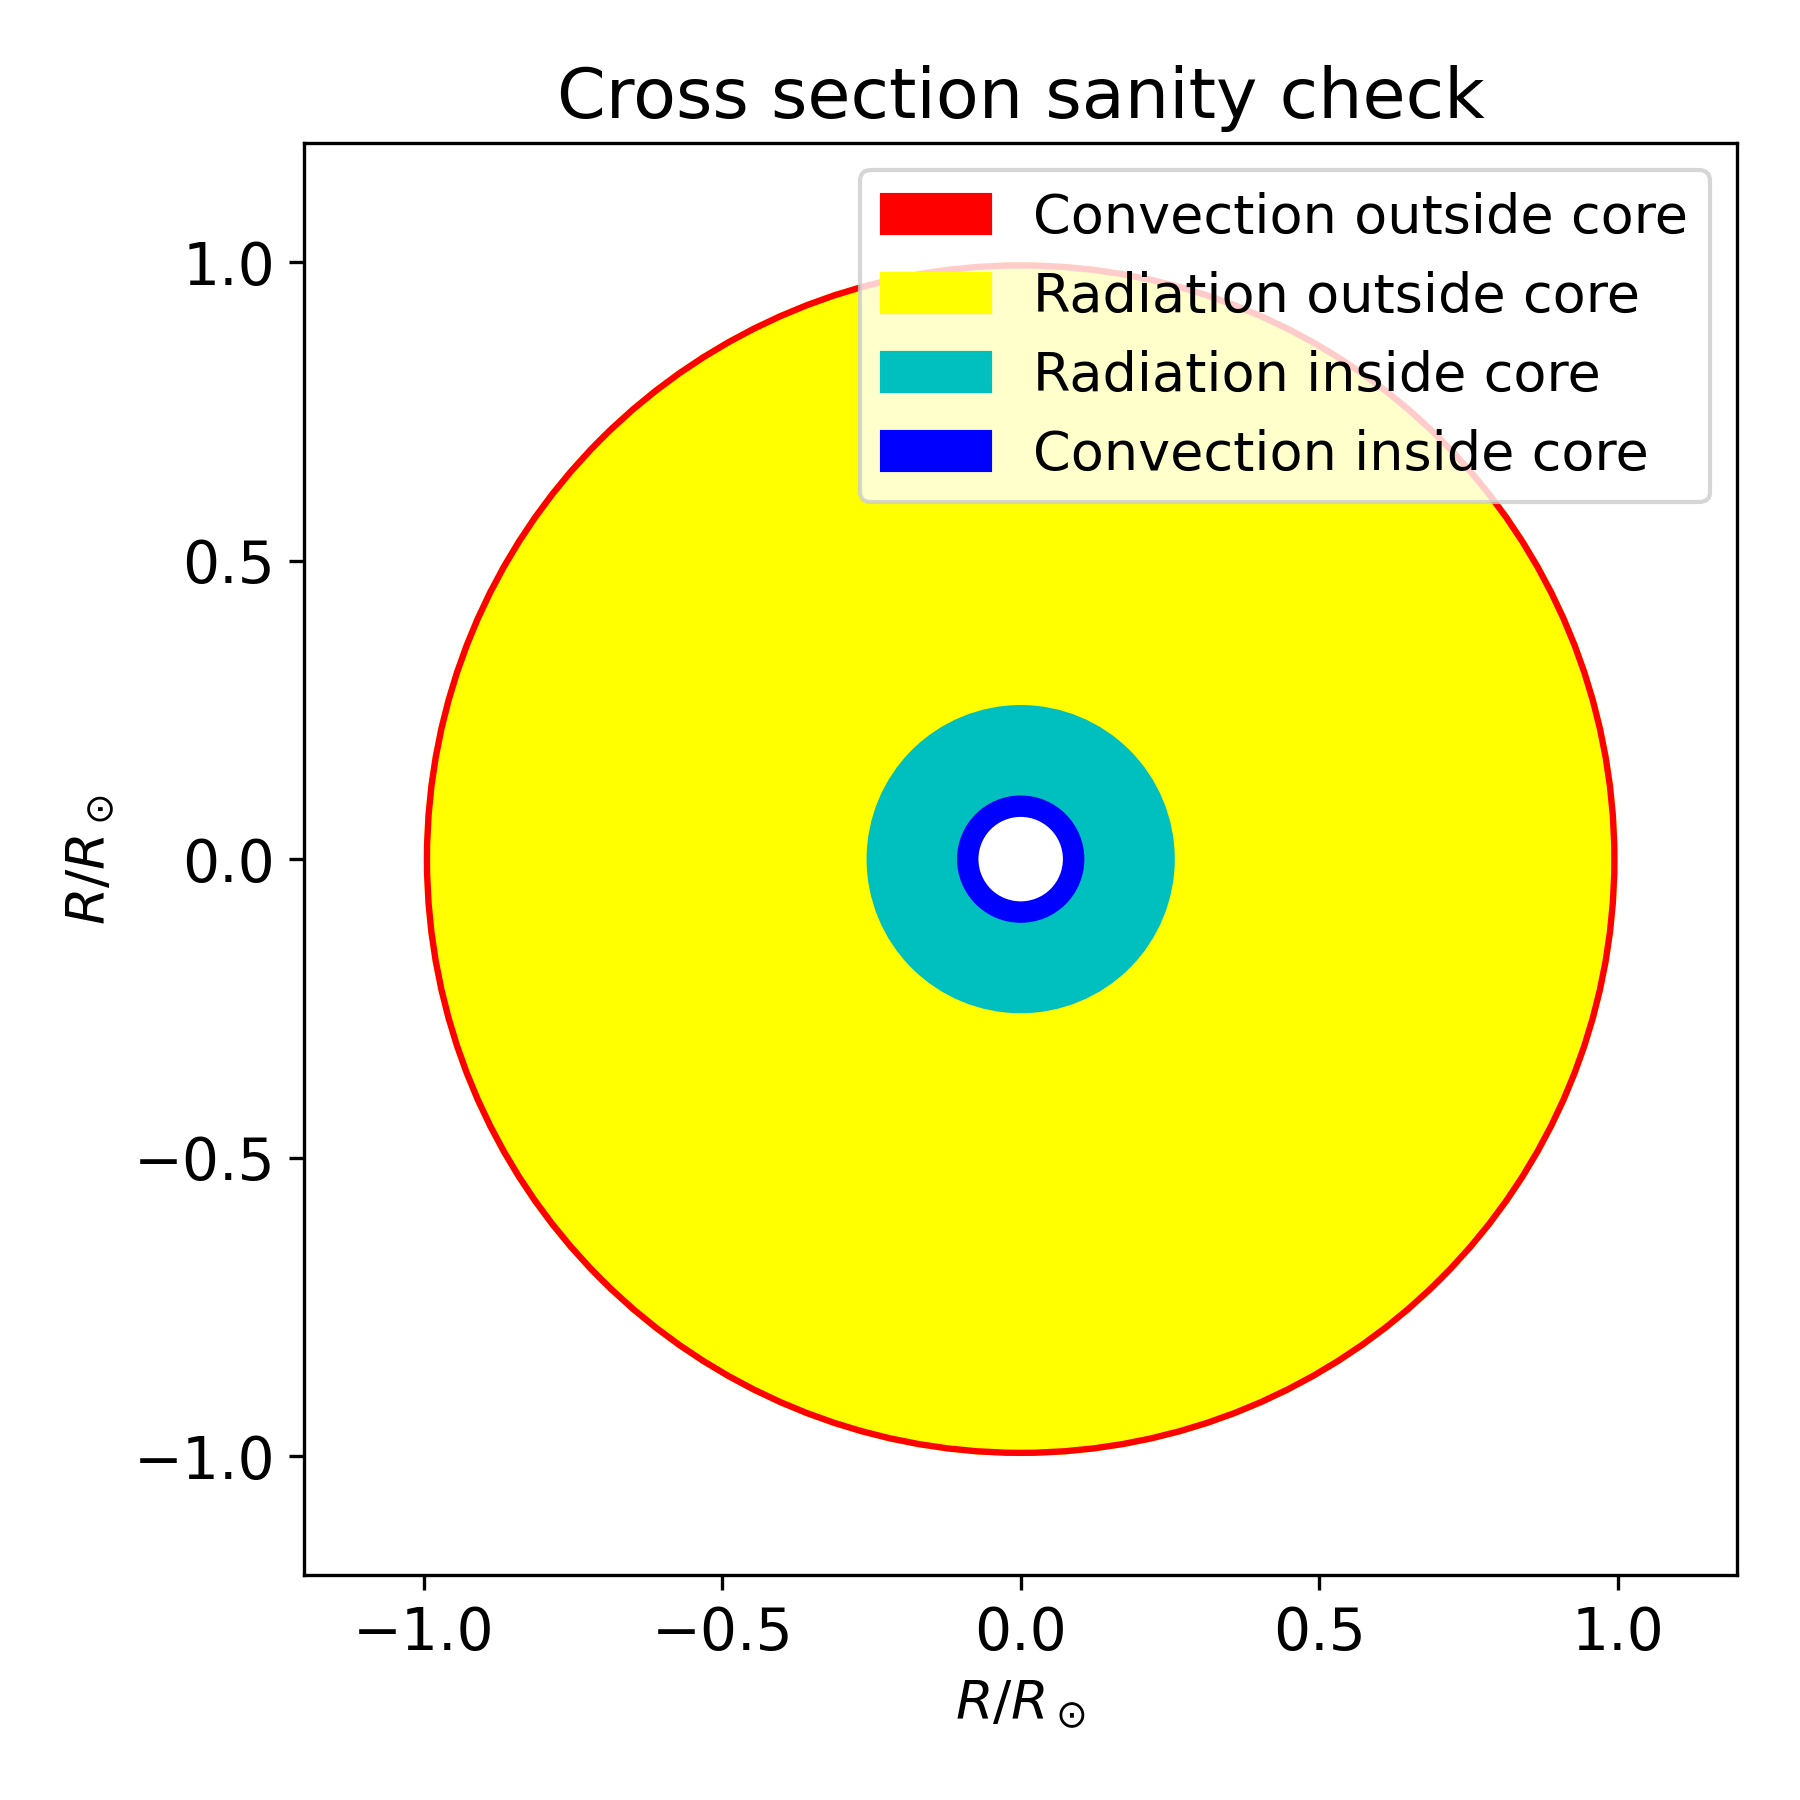 Cross section sanity check
Convection outside core
Radiation outside core
Radiation inside core
Convection inside core
1.0
0.5
0.0
−0.5
−1.0
R/R⊙
−1.0 −0.5 0.0 0.5 1.0
R/R⊙